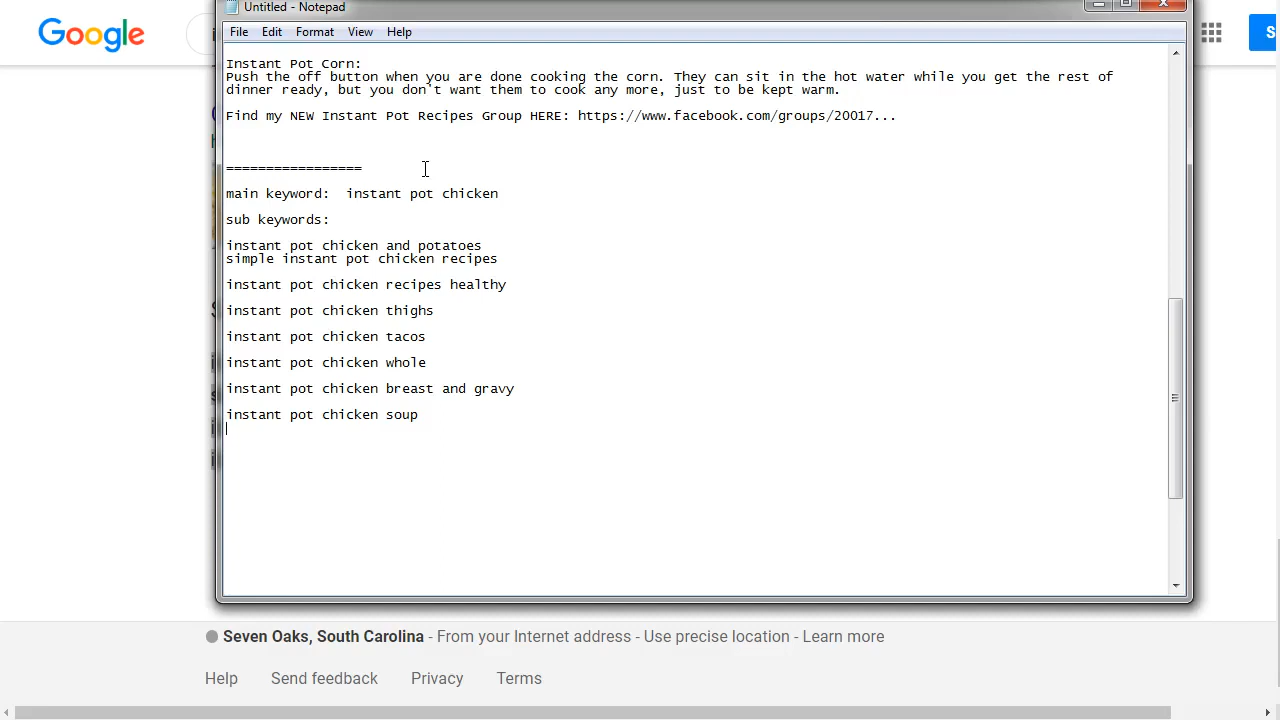 Google
Untitled - Notepad
File Edit Format View Help
Instant Pot Corn:
Push the off button when you are done cooking the corn. They can sit in the hot water while you get the rest of
dinner ready, but you don't want them to cook any more, just to be kept warm.
Find my NEW Instant Pot Recipes Group HERE: https://www.facebook.com/groups/20017...
=================
main keyword:  instant pot chicken
sub keywords:
instant pot chicken and potatoes
simple instant pot chicken recipes
instant pot chicken recipes healthy
instant pot chicken thighs
instant pot chicken tacos
instant pot chicken whole
instant pot chicken breast and gravy
instant pot chicken soup
Seven Oaks, South Carolina - From your Internet address - Use precise location - Learn more
Help Send feedback Privacy Terms